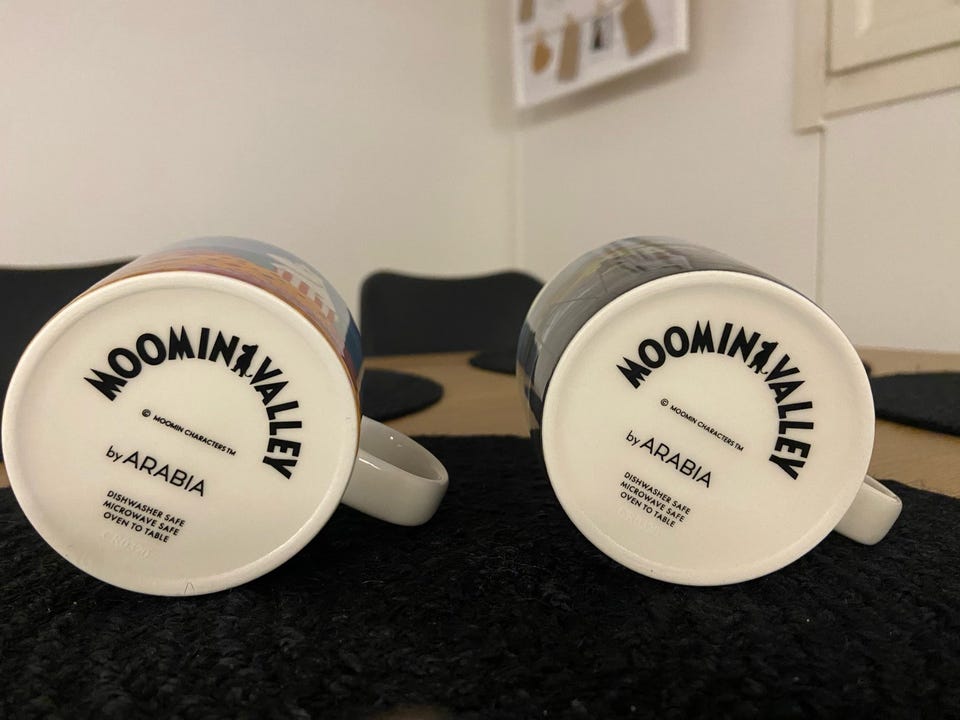 MOOMINVALLEY
© MOOMIN CHARACTERS™
by ARABIA
DISHWASHER SAFE
MICROWAVE SAFE
OVEN TO TABLE
MOOMINVALLEY
© MOOMIN CHARACTERS™
by ARABIA
DISHWASHER SAFE
MICROWAVE SAFE
OVEN TO TABLE